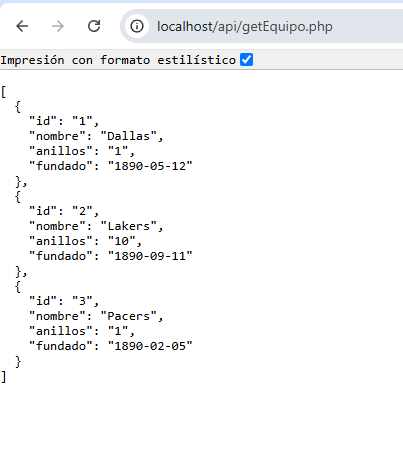 localhost/api/getEquipo.php
Impresión con formato estilístico
[
  {
    "id": "1",
    "nombre": "Dallas",
    "anillos": "1",
    "fundado": "1890-05-12"
  },
  {
    "id": "2",
    "nombre": "Lakers",
    "anillos": "10",
    "fundado": "1890-09-11"
  },
  {
    "id": "3",
    "nombre": "Pacers",
    "anillos": "1",
    "fundado": "1890-02-05"
  }
]